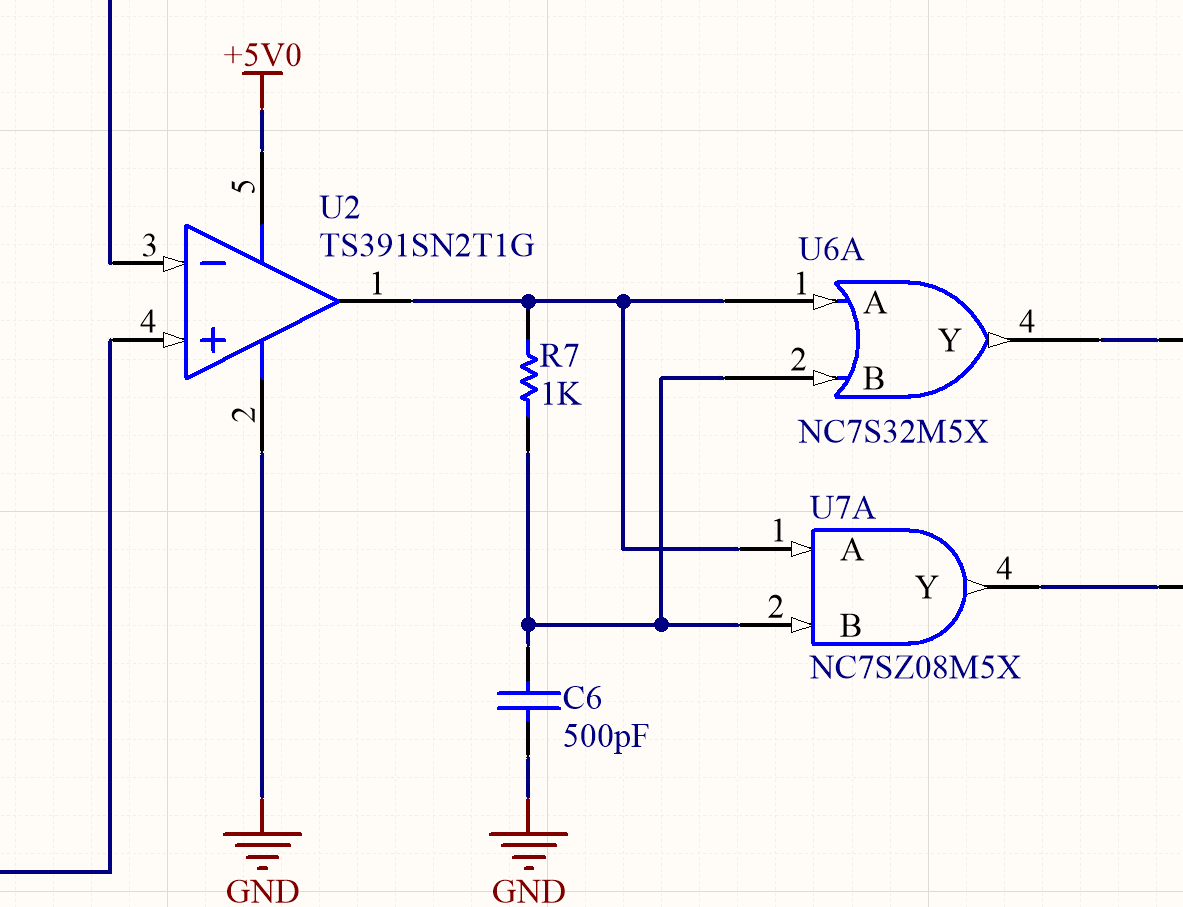 +5V0
5
U2
TS391SN2T1G
3
−
1
4
+
2
U6A
1
A
2
B
Y
4
NC7S32M5X
R7
1K
U7A
1
A
2
B
Y
4
NC7SZ08M5X
C6
500pF
GND
GND